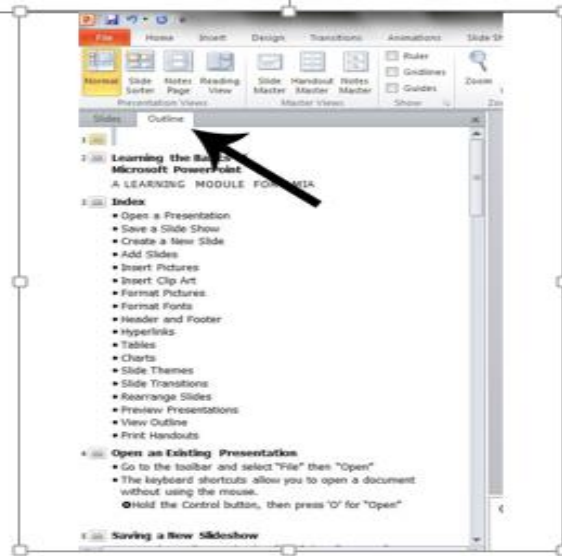 File Home Insert Design Transitions Animations Slide Sh
Ruler
Gridlines
Guides
Normal Slide Sorter Notes Page Reading View Slide Master Handout Master Notes Master Zoom
Presentation Views Master Views Show
Slides Outline
1
2 Learning the Basics
Microsoft PowerPoint
A LEARNING MODULE FOR MIA
3 Index
• Open a Presentation
• Save a Slide Show
• Create a New Slide
• Add Slides
• Insert Pictures
• Insert Clip Art
• Format Pictures
• Format Fonts
• Header and Footer
• Hyperlinks
• Tables
• Charts
• Slide Themes
• Slide Transitions
• Rearrange Slides
• Preview Presentations
• View Outline
• Print Handouts
4 Open an Existing Presentation
• Go to the toolbar and select "File" then "Open"
• The keyboard shortcuts allow you to open a document
without using the mouse.
Hold the Control button, then press 'O' for "Open"
5 Saving a New Slideshow